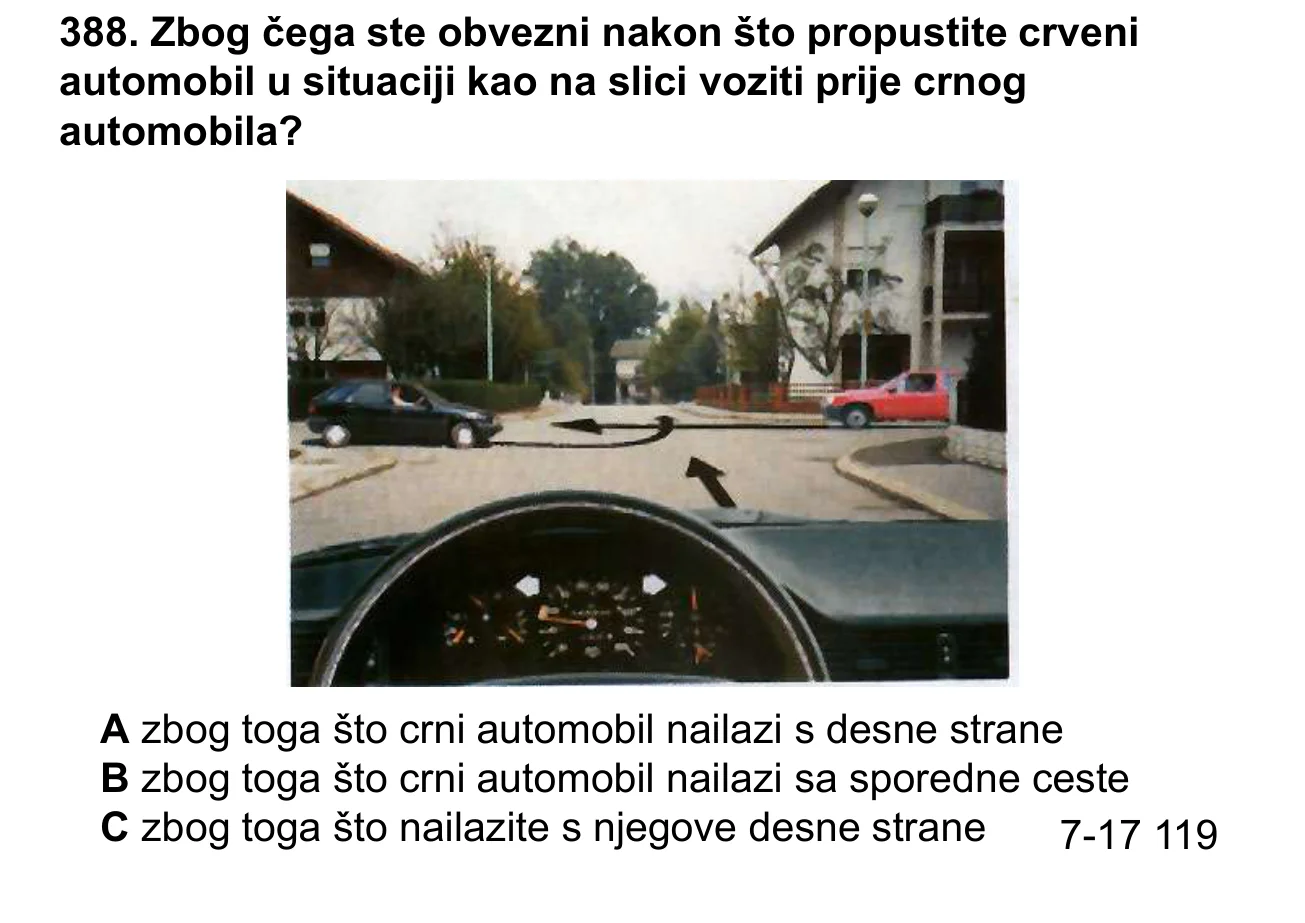 388. Zbog čega ste obvezni nakon što propustite crveni
automobil u situaciji kao na slici voziti prije crnog
automobila?
A zbog toga što crni automobil nailazi s desne strane
B zbog toga što crni automobil nailazi sa sporedne ceste
C zbog toga što nailazite s njegove desne strane
7-17 119